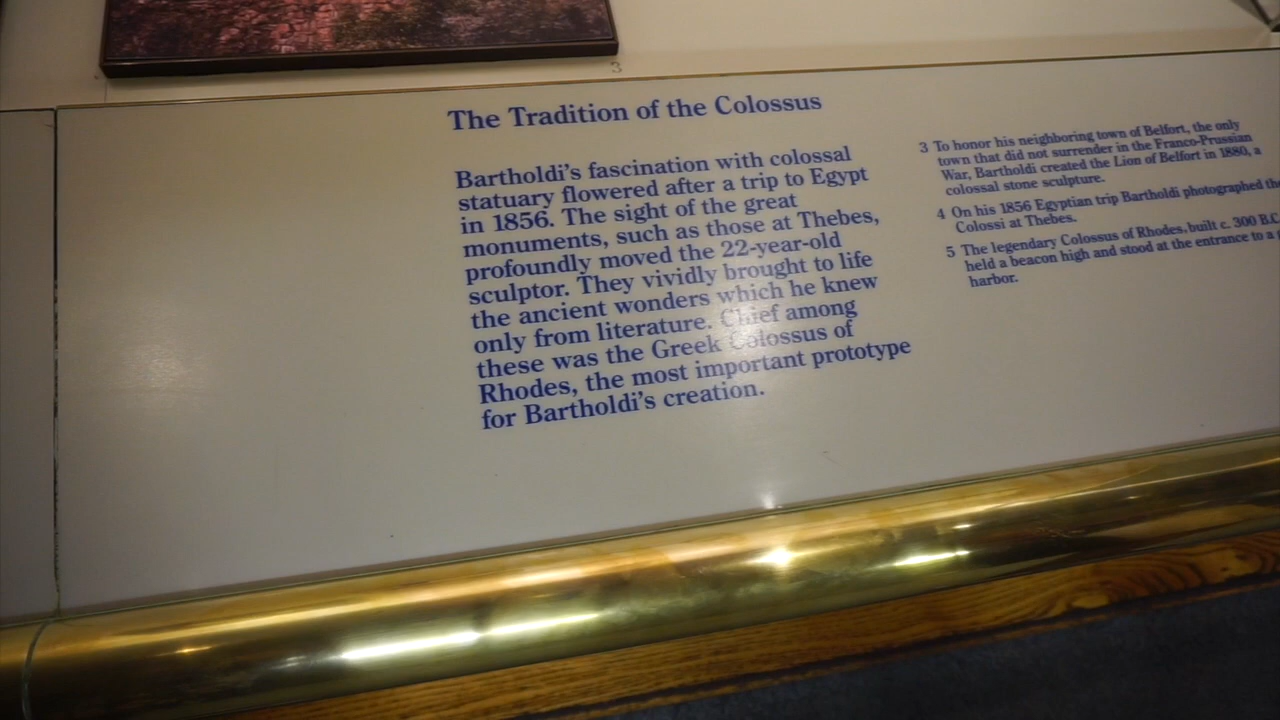 3
The Tradition of the Colossus
Bartholdi's fascination with colossal
statuary flowered after a trip to Egypt
in 1856. The sight of the great
monuments, such as those at Thebes,
profoundly moved the 22-year-old
sculptor. They vividly brought to life
the ancient wonders which he knew
only from literature. Chief among
these was the Greek Colossus of
Rhodes, the most important prototype
for Bartholdi's creation.
3 To honor his neighboring town of Belfort, the only
town that did not surrender in the Franco-Prussian
War, Bartholdi created the Lion of Belfort in 1880, a
colossal stone sculpture.
4 On his 1856 Egyptian trip Bartholdi photographed the
Colossi at Thebes.
5 The legendary Colossus of Rhodes, built c. 300 B.C.
held a beacon high and stood at the entrance to a
harbor.